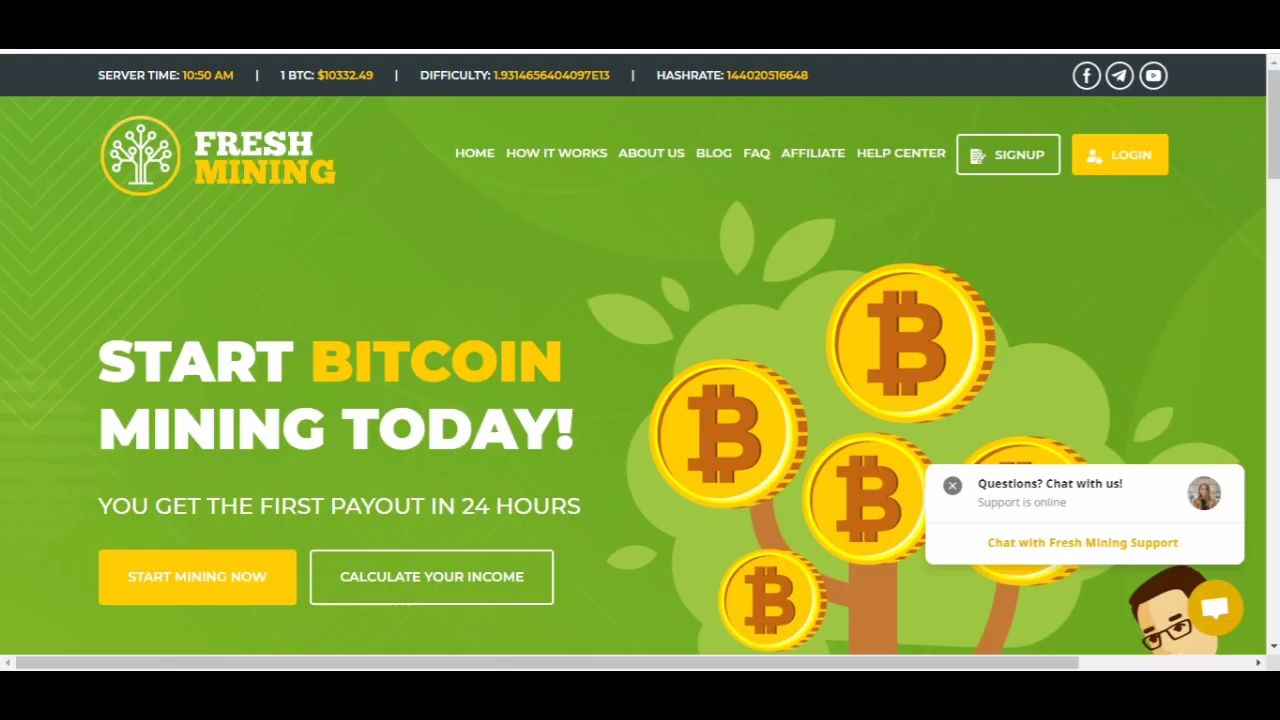 SERVER TIME: 10:50 AM | 1 BTC: $10332.49 | DIFFICULTY: 1.9314656404097E13 | HASHRATE: 144020516648
FRESH
MINING
HOME HOW IT WORKS ABOUT US BLOG FAQ AFFILIATE HELP CENTER SIGNUP LOGIN
START BITCOIN
MINING TODAY!
YOU GET THE FIRST PAYOUT IN 24 HOURS
START MINING NOW CALCULATE YOUR INCOME
Questions? Chat with us!
Support is online
Chat with Fresh Mining Support